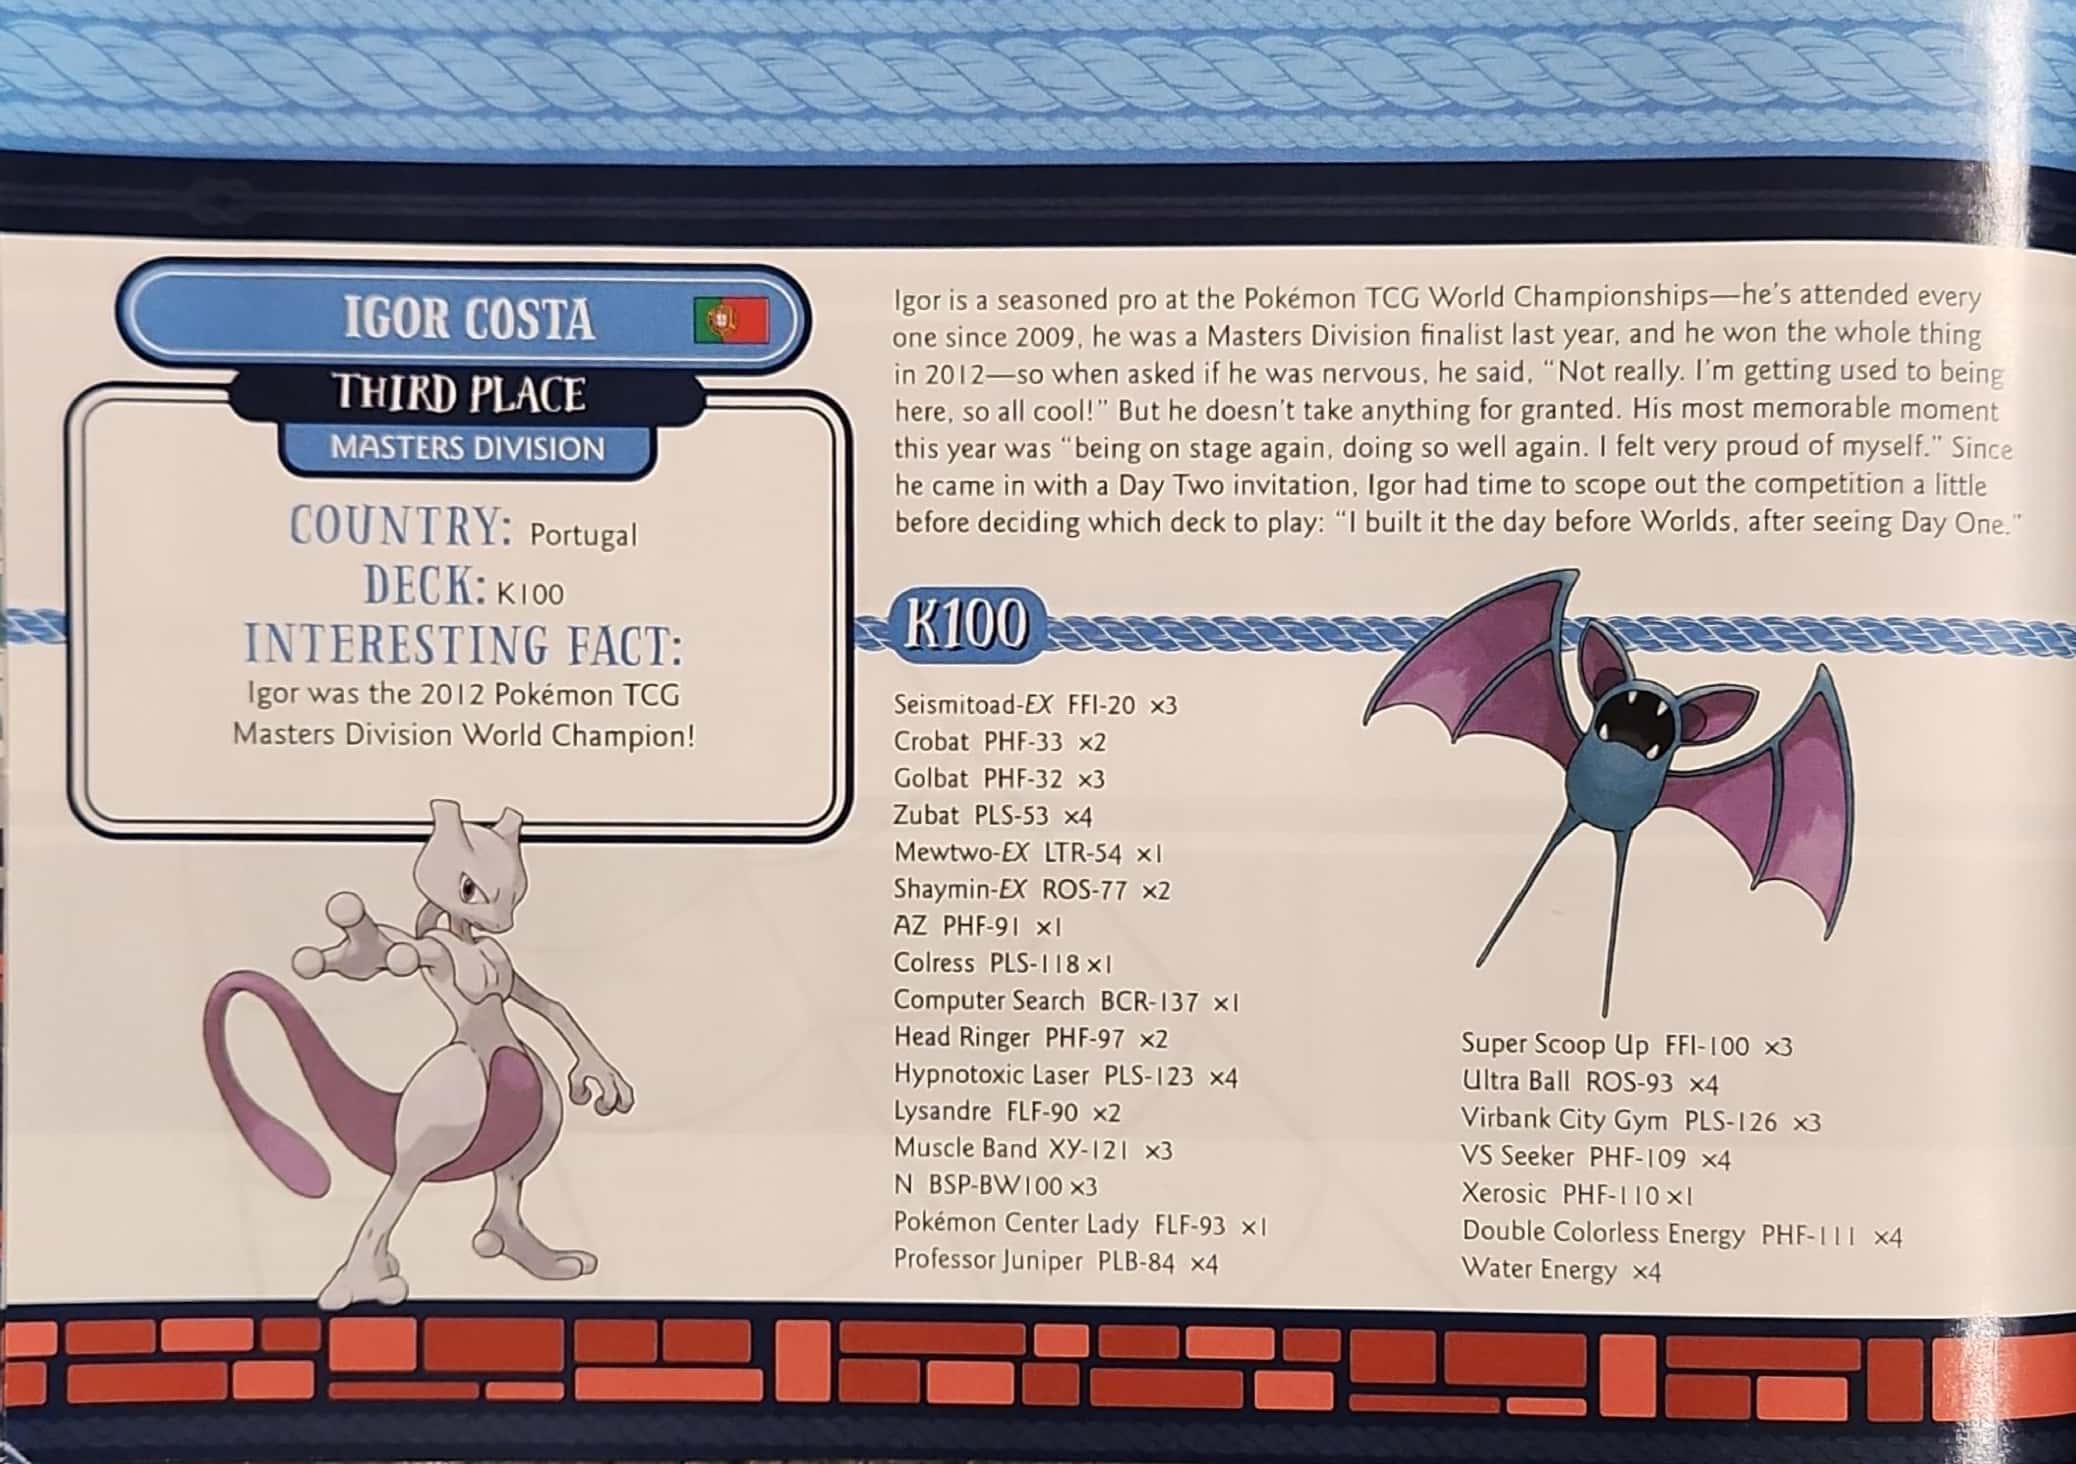 IGOR COSTA
THIRD PLACE
MASTERS DIVISION
COUNTRY: Portugal
DECK: K100
INTERESTING FACT:
Igor was the 2012 Pokémon TCG
Masters Division World Champion!
Igor is a seasoned pro at the Pokémon TCG World Championships—he's attended every
one since 2009, he was a Masters Division finalist last year, and he won the whole thing
in 2012—so when asked if he was nervous, he said, “Not really. I'm getting used to being
here, so all cool!” But he doesn't take anything for granted. His most memorable moment
this year was “being on stage again, doing so well again. I felt very proud of myself.” Since
he came in with a Day Two invitation, Igor had time to scope out the competition a little
before deciding which deck to play: “I built it the day before Worlds, after seeing Day One.”
K100
Seismitoad-EX FFI-20 ×3
Crobat PHF-33 ×2
Golbat PHF-32 ×3
Zubat PLS-53 ×4
Mewtwo-EX LTR-54 ×1
Shaymin-EX ROS-77 ×2
AZ PHF-91 ×1
Colress PLS-118 ×1
Computer Search BCR-137 ×1
Head Ringer PHF-97 ×2
Hypnotoxic Laser PLS-123 ×4
Lysandre FLF-90 ×2
Muscle Band XY-121 ×3
N BSP-BW100 ×3
Pokémon Center Lady FLF-93 ×1
Professor Juniper PLB-84 ×4
Super Scoop Up FFI-100 ×3
Ultra Ball ROS-93 ×4
Virbank City Gym PLS-126 ×3
VS Seeker PHF-109 ×4
Xerosic PHF-110 ×1
Double Colorless Energy PHF-111 ×4
Water Energy ×4